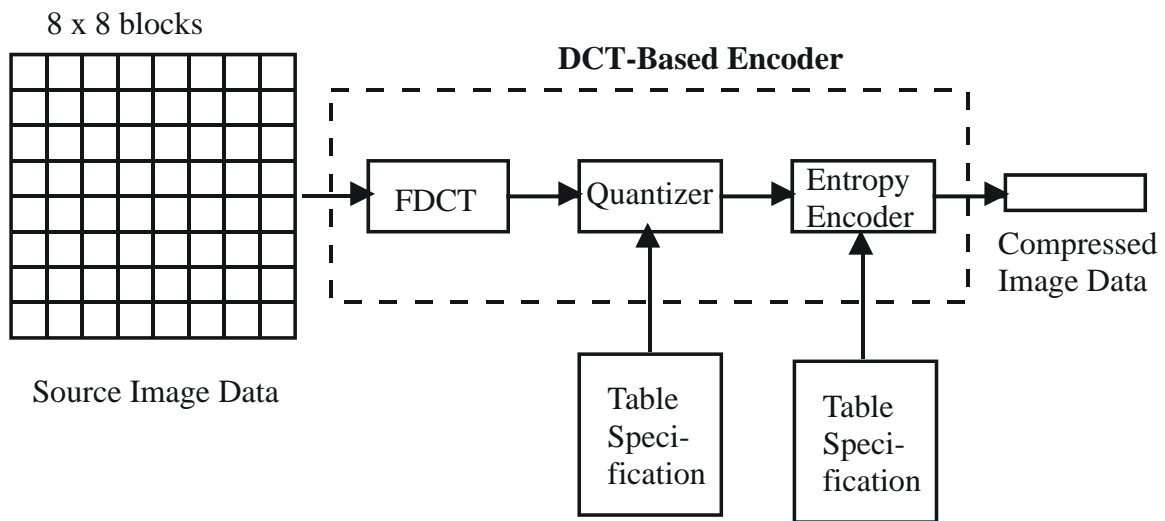 8 x 8 blocks
DCT-Based Encoder
FDCT
Quantizer
Entropy
Encoder
Compressed
Image Data
Source Image Data
Table
Speci-
fication
Table
Speci-
fication